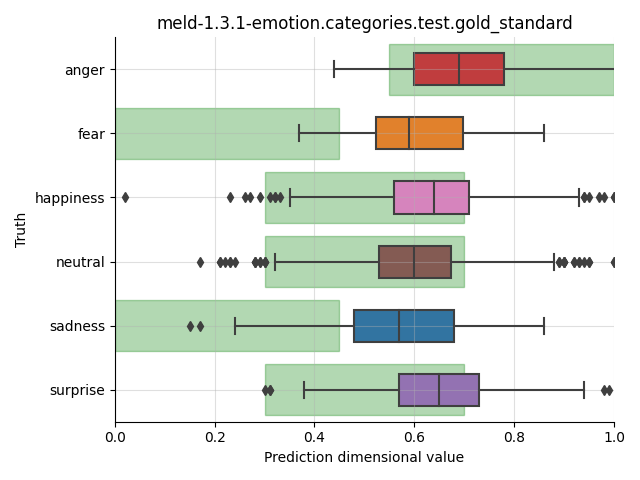 meld-1.3.1-emotion.categories.test.gold_standard
Truth
anger
fear
happiness
neutral
sadness
surprise
0.0 0.2 0.4 0.6 0.8 1.0
Prediction dimensional value